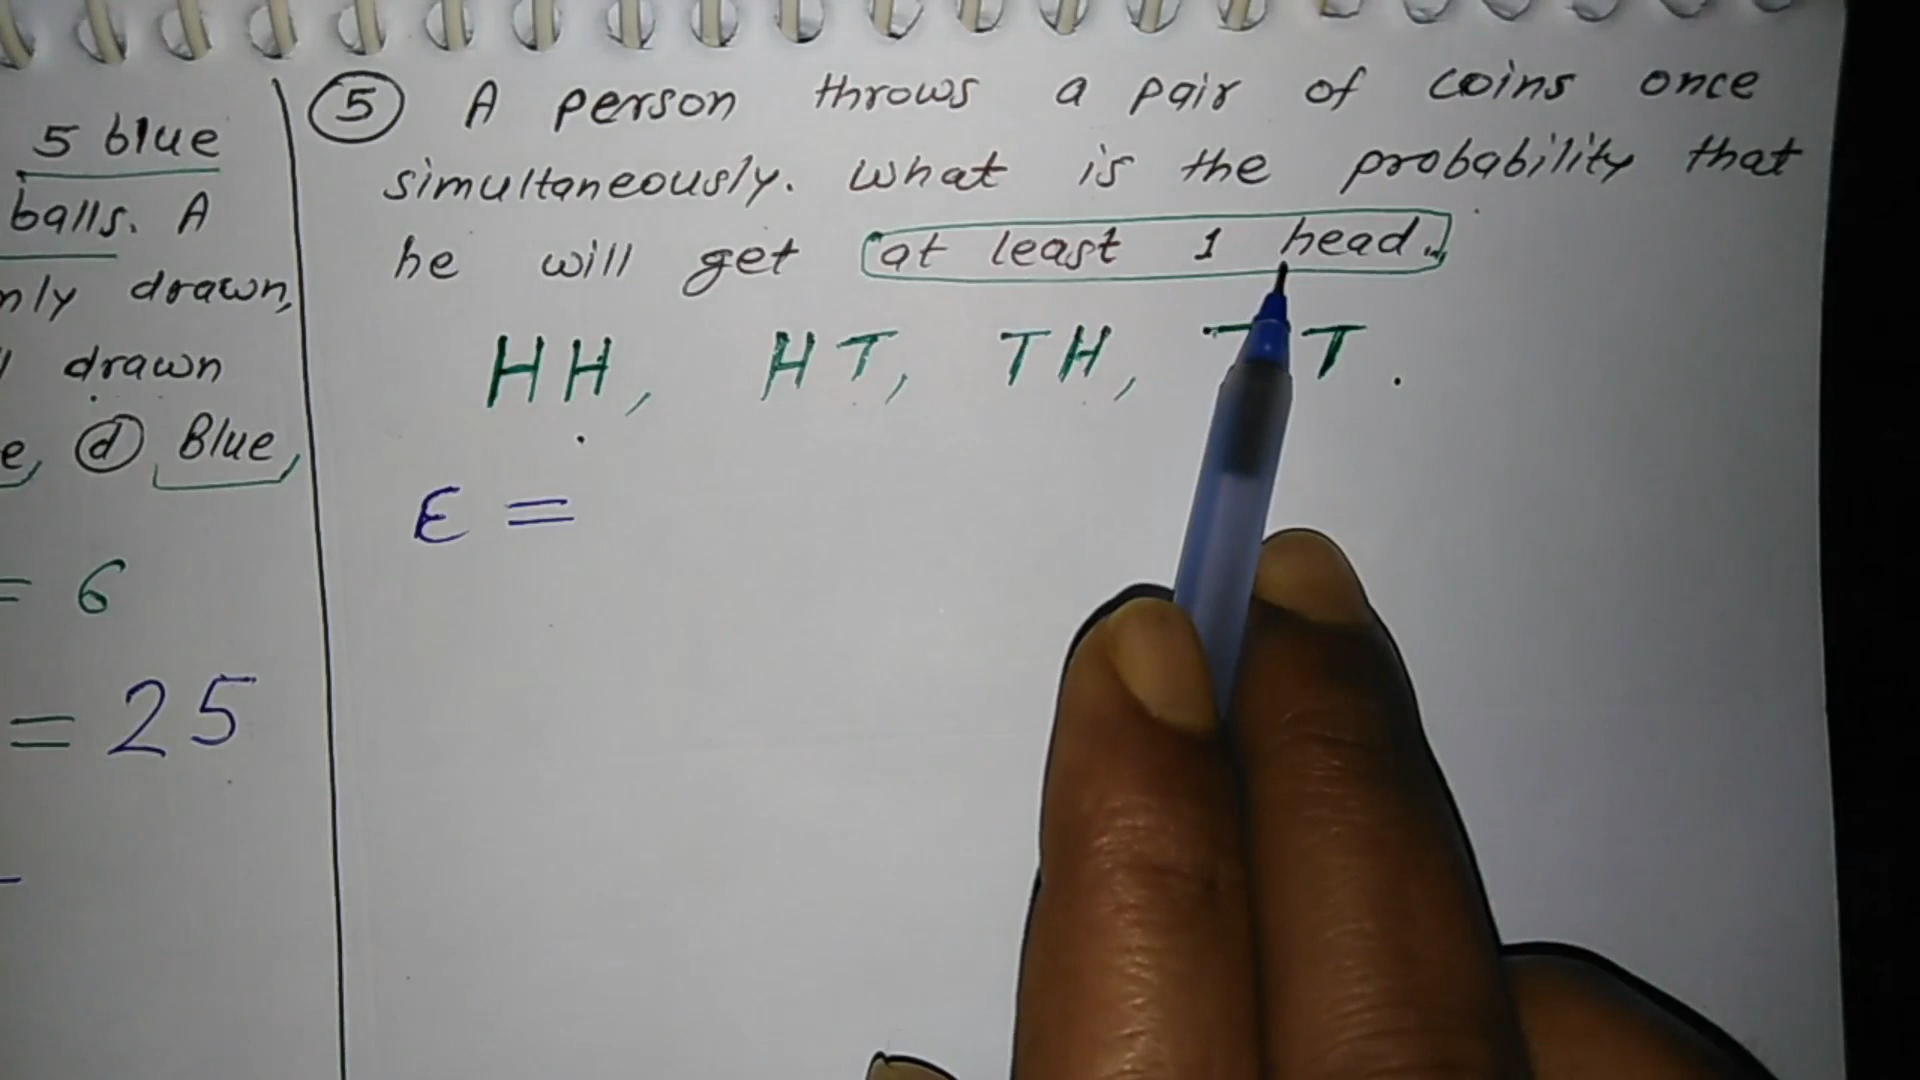 5 blue
balls. A
nly drawn,
drawn
e, d Blue,
= 6
= 25
5 A person throws a pair of coins once
simultaneously. What is the probability that
he will get at least 1 head.
HH, HT, TH, TT.
E =